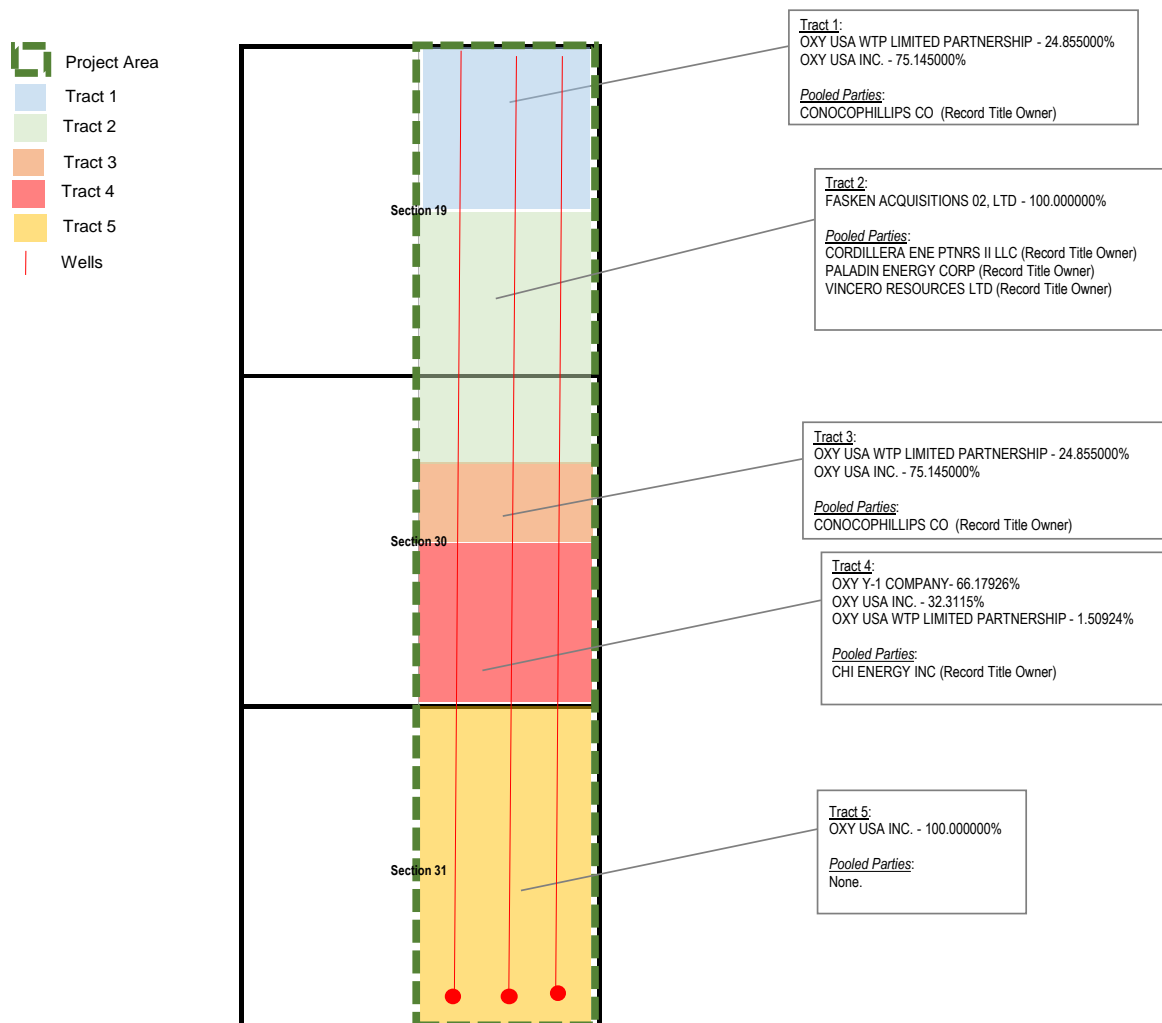 Project Area
Tract 1
Tract 2
Tract 3
Tract 4
Tract 5
Wells
Section 19
Section 30
Section 31
Tract 1:
OXY USA WTP LIMITED PARTNERSHIP - 24.855000%
OXY USA INC. - 75.145000%
Pooled Parties:
CONOCOPHILLIPS CO (Record Title Owner)
Tract 2:
FASKEN ACQUISITIONS 02, LTD - 100.000000%
Pooled Parties:
CORDILLERA ENE PTNRS II LLC (Record Title Owner)
PALADIN ENERGY CORP (Record Title Owner)
VINCERO RESOURCES LTD (Record Title Owner)
Tract 3:
OXY USA WTP LIMITED PARTNERSHIP - 24.855000%
OXY USA INC. - 75.145000%
Pooled Parties:
CONOCOPHILLIPS CO (Record Title Owner)
Tract 4:
OXY Y-1 COMPANY- 66.17926%
OXY USA INC. - 32.3115%
OXY USA WTP LIMITED PARTNERSHIP - 1.50924%
Pooled Parties:
CHI ENERGY INC (Record Title Owner)
Tract 5:
OXY USA INC. - 100.000000%
Pooled Parties:
None.